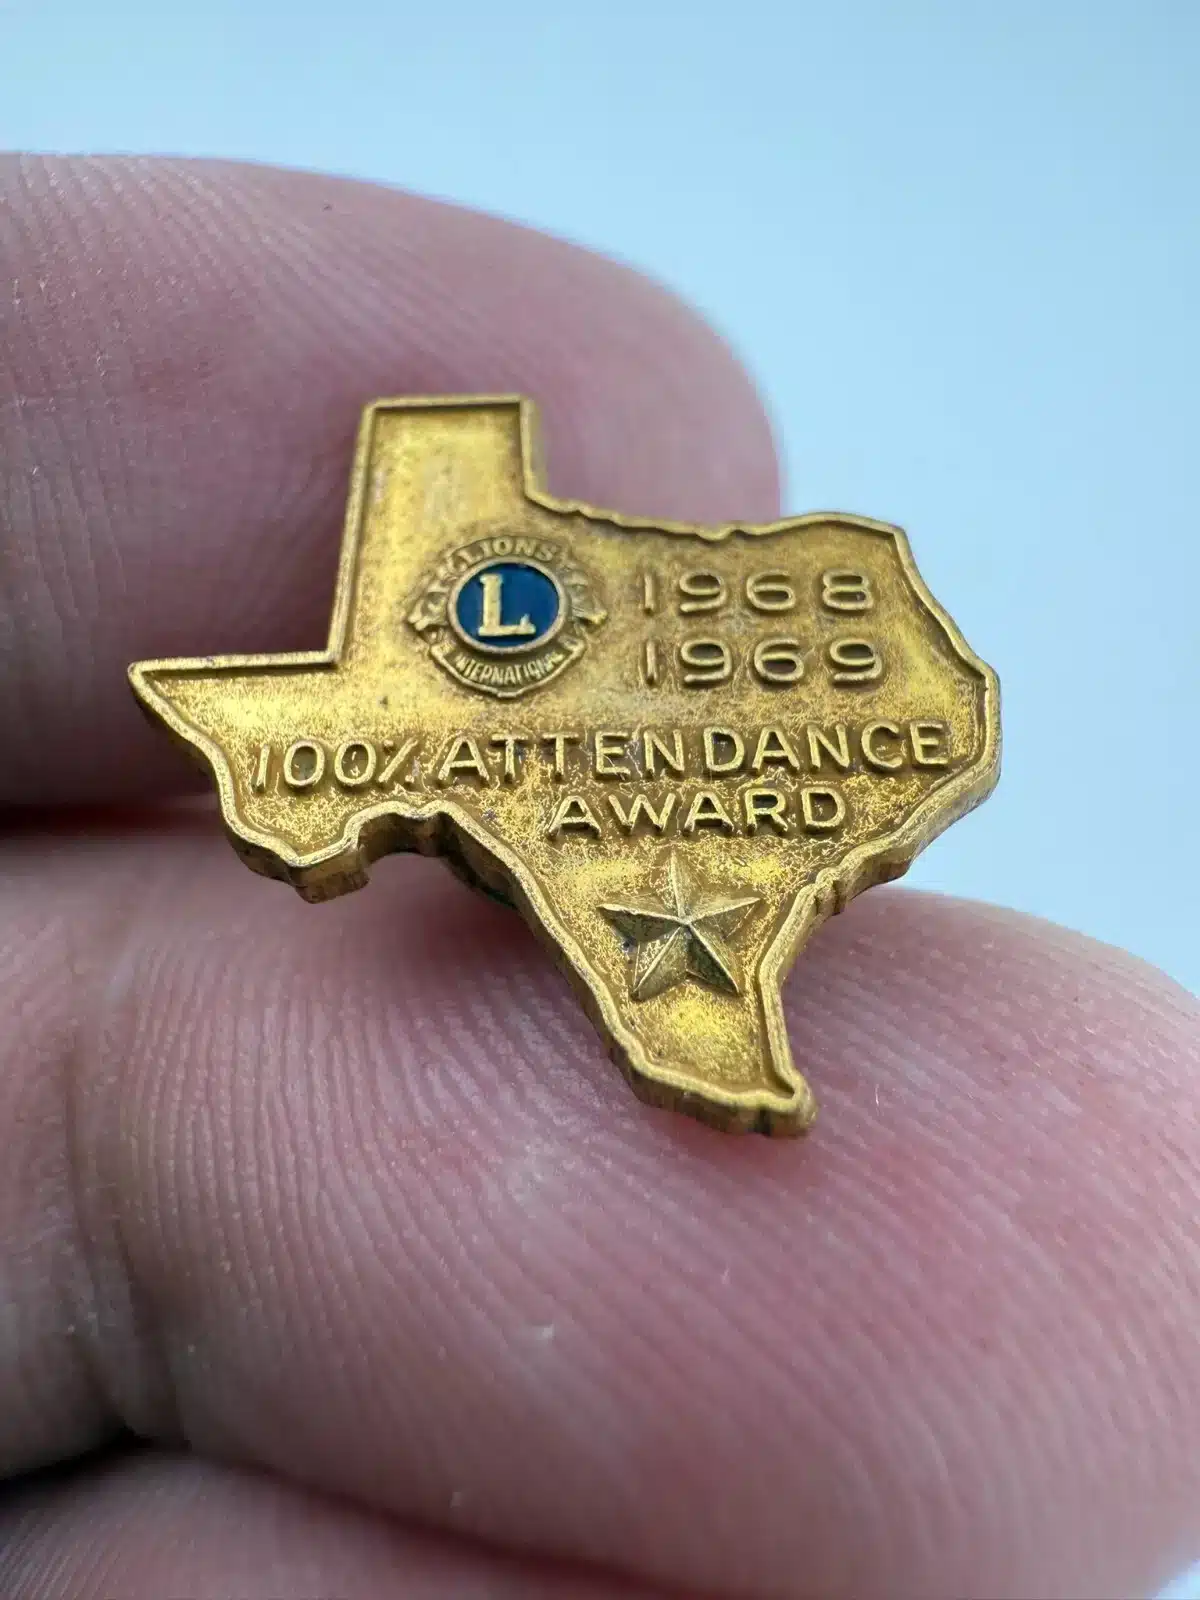 LIONS
L
INTERNATIONAL
1968
1969
100% ATTENDANCE
AWARD